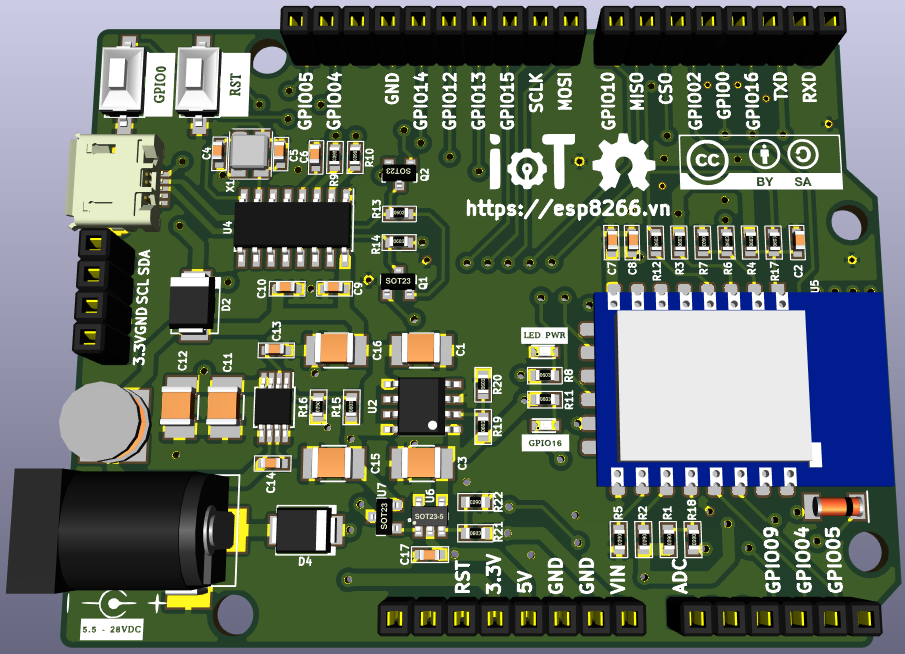 GPIO0
RST
GPIO05
GPIO04
GND
GPIO14
GPIO12
GPIO13
GPIO15
SCLK
MOSI
GPIO10
MISO
CSO
GPIO02
GPIO0
GPIO16
TXD
RXD
C4
X1
C5
C6
R9
R10
SOT23
Q2
IoT
cc
BY SA
https://esp8266.vn
U4
R13
R14
SOT23
Q1
C7
C8
R12
R3
R7
R6
R4
R17
C2
U5
3.3V
GND
SCL
SDA
D2
C10
C9
C13
C16
C1
LED PWR
C12
C11
R16
R15
U2
R20
R19
R8
R11
GPIO16
C14
C15
C3
U7
SOT23
U6
SOT23-5
R22
R21
D4
C17
R5
R2
R1
R18
RST
3.3V
5V
GND
GND
VIN
ADC
GPIO09
GPIO04
GPIO05
5.5 - 28VDC